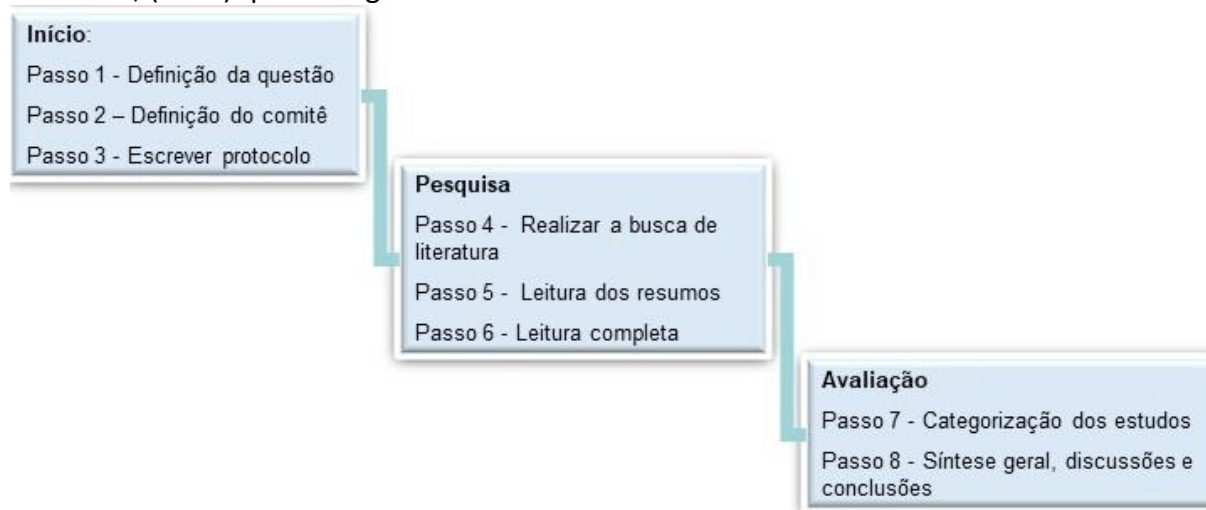 Início:
Passo 1 - Definição da questão
Passo 2 – Definição do comitê
Passo 3 - Escrever protocolo
Pesquisa
Passo 4 - Realizar a busca de
literatura
Passo 5 - Leitura dos resumos
Passo 6 - Leitura completa
Avaliação
Passo 7 - Categorização dos estudos
Passo 8 - Síntese geral, discussões e
conclusões